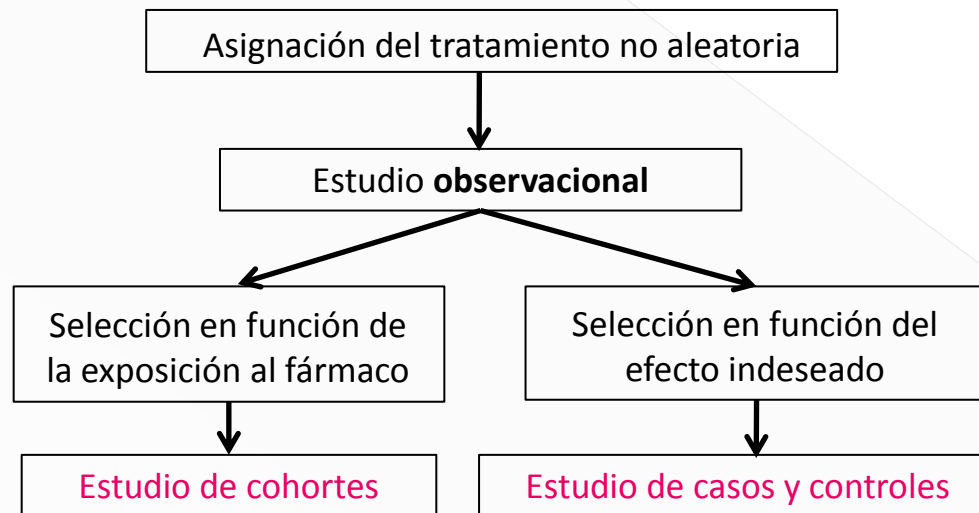 Asignación del tratamiento no aleatoria
Estudio observacional
Selección en función de
la exposición al fármaco
Selección en función del
efecto indeseado
Estudio de cohortes
Estudio de casos y controles